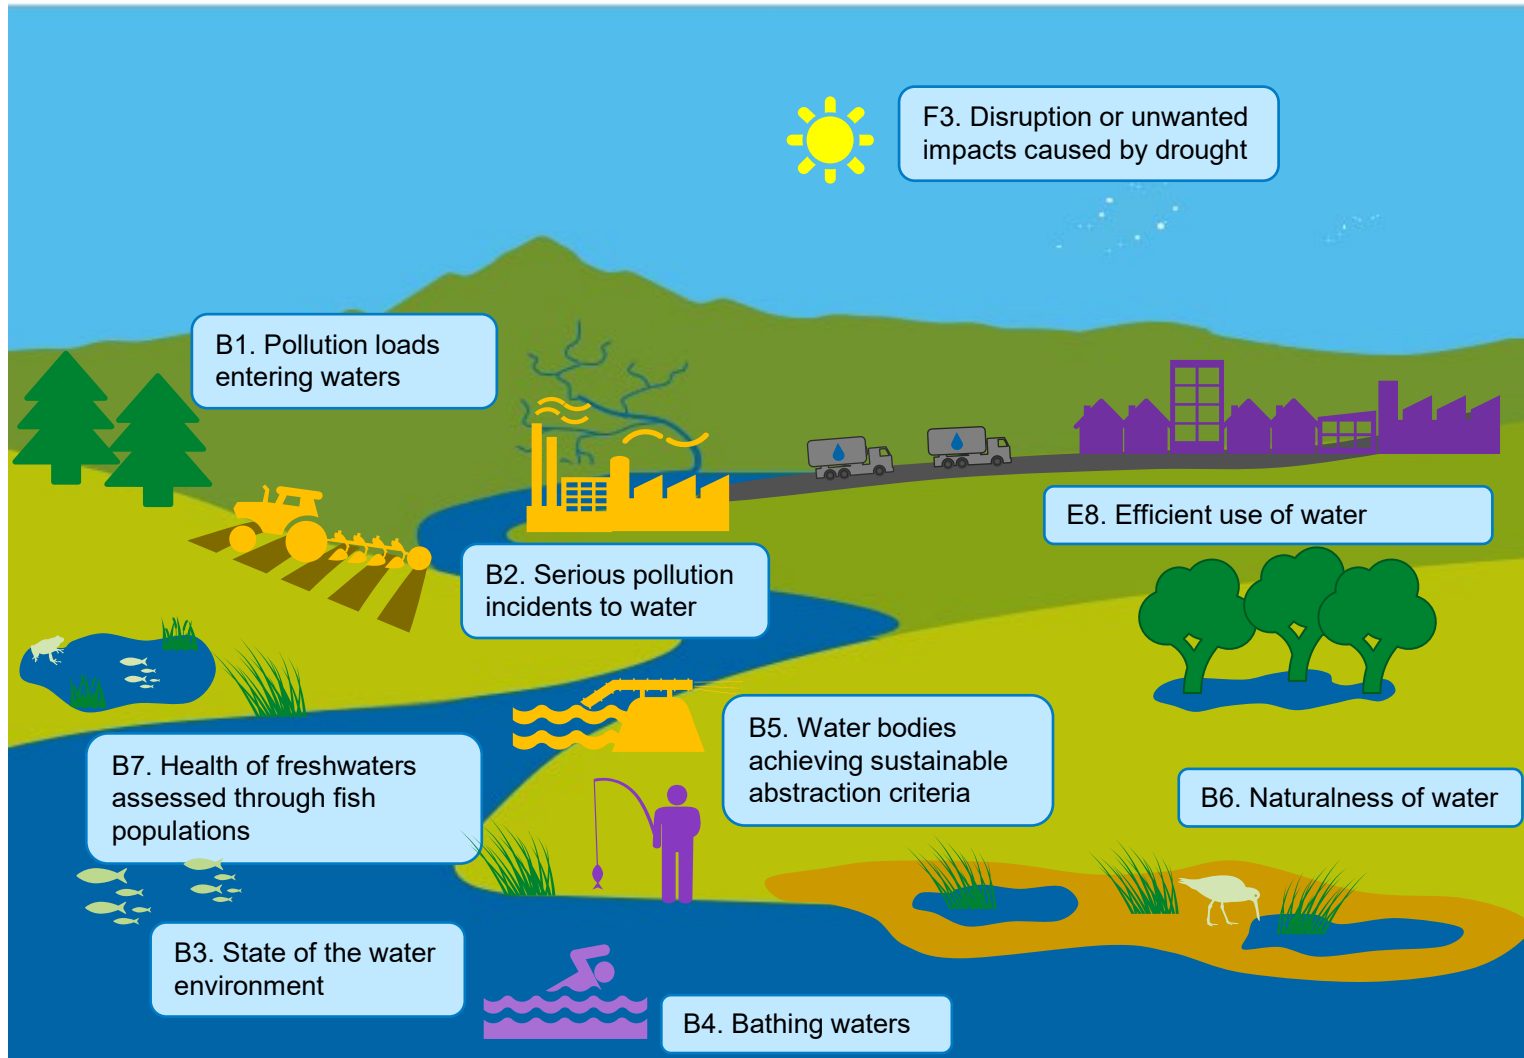 F3. Disruption or unwanted
impacts caused by drought
B1. Pollution loads
entering waters
E8. Efficient use of water
B2. Serious pollution
incidents to water
B5. Water bodies
achieving sustainable
abstraction criteria
B7. Health of freshwaters
assessed through fish
populations
B6. Naturalness of water
B3. State of the water
environment
B4. Bathing waters